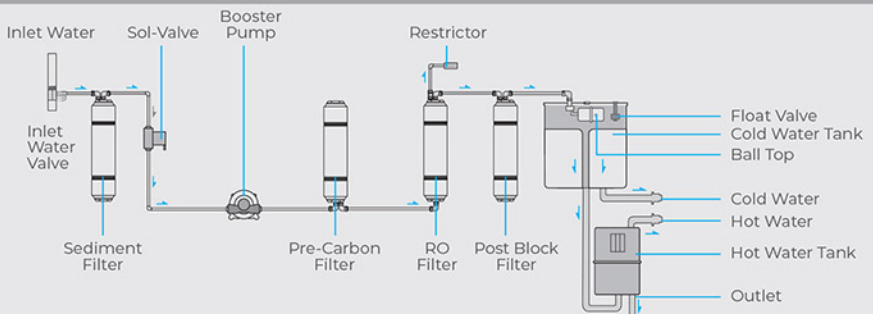 Inlet Water
Sol-Valve
Booster
Pump
Restrictor
Inlet
Water
Valve
Float Valve
Cold Water Tank
Ball Top
Cold Water
Hot Water
Sediment
Filter
Pre-Carbon
Filter
RO
Filter
Post Block
Filter
Hot Water Tank
Outlet